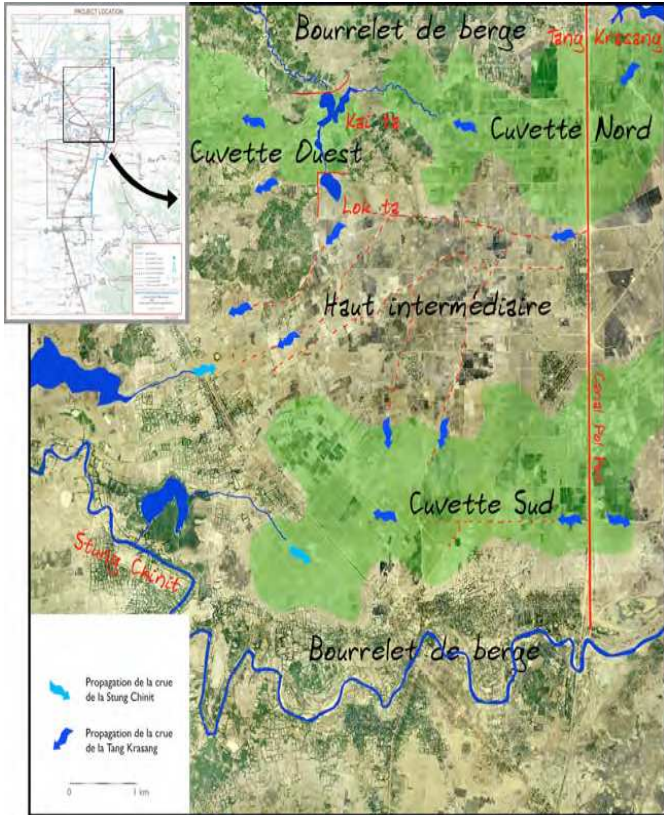 PROJECT LOCATION
Bourrelet de berge
Tang Krasang
Kai ta
Cuvette Nord
Cuvette Ouest
Lok ta
Haut intermédiaire
Canal Pol Pot
Cuvette Sud
Stung Chinit
Bourrelet de berge
Propagation de la crue
de la Stung Chinit
Propagation de la crue
de la Tang Krasang
0 1 km